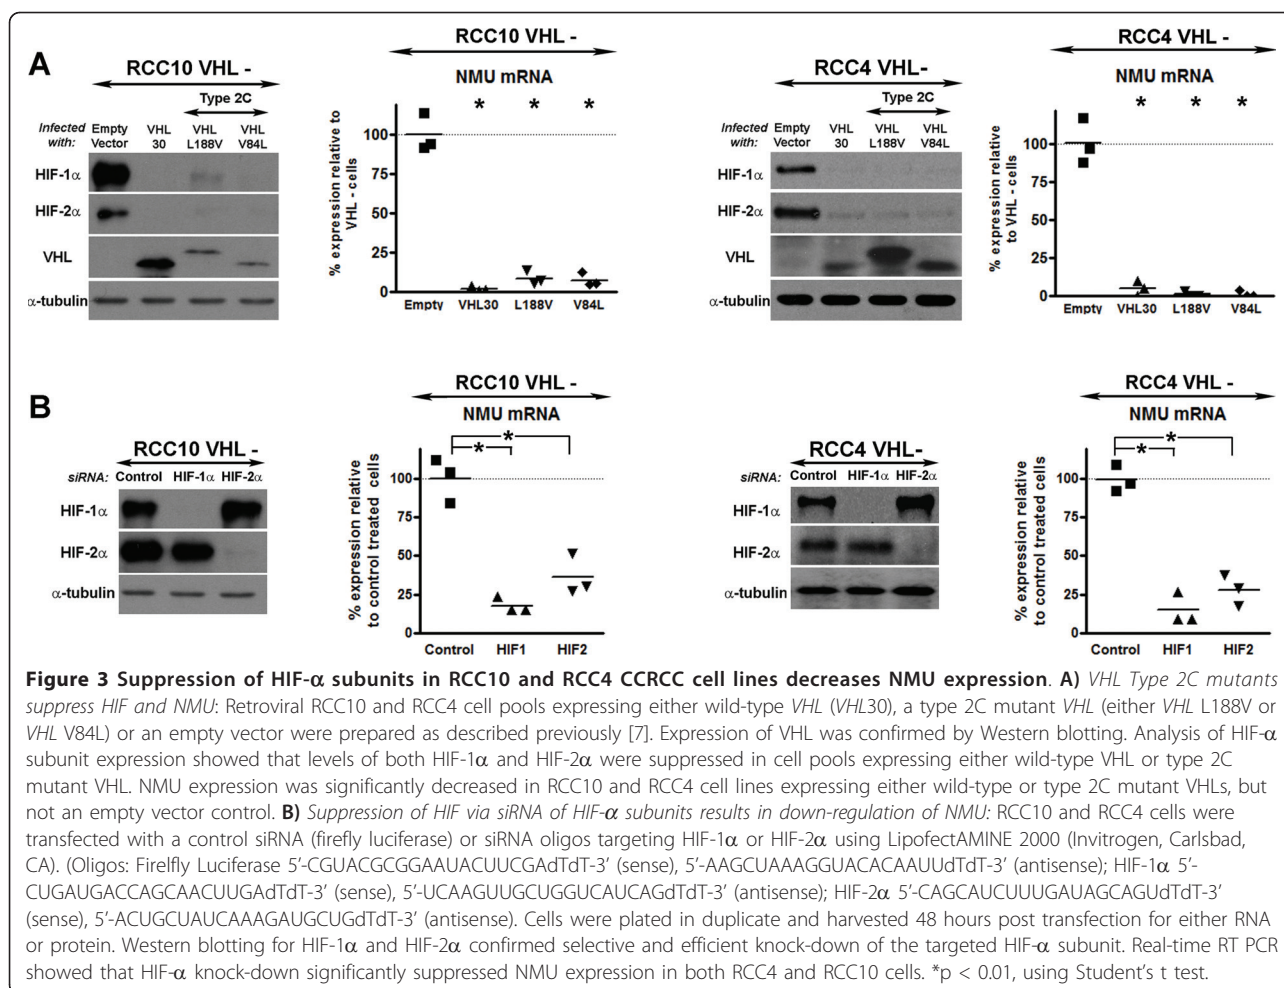 A
RCC10 VHL -
Type 2C
Infected with:
Empty Vector
VHL 30
VHL L188V
VHL V84L
HIF-1α
HIF-2α
VHL
α-tubulin
RCC10 VHL -
NMU mRNA
% expression relative to VHL - cells
* * *
100
75
50
25
0
Empty VHL30 L188V V84L
RCC4 VHL-
Type 2C
Infected with:
Empty Vector
VHL 30
VHL L188V
VHL V84L
HIF-1α
HIF-2α
VHL
α-tubulin
RCC4 VHL -
NMU mRNA
% expression relative to VHL - cells
* * *
100
75
50
25
0
Empty VHL30 L188V V84L
B
RCC10 VHL -
siRNA: Control HIF-1α HIF-2α
HIF-1α
HIF-2α
α-tubulin
RCC10 VHL -
NMU mRNA
*
*
% expression relative to control treated cells
100
75
50
25
0
Control HIF1 HIF2
RCC4 VHL-
siRNA: Control HIF-1α HIF-2α
HIF-1α
HIF-2α
α-tubulin
RCC4 VHL -
NMU mRNA
*
*
% expression relative to control treated cells
100
75
50
25
0
Control HIF1 HIF2
Figure 3 Suppression of HIF-α subunits in RCC10 and RCC4 CCRCC cell lines decreases NMU expression. A) VHL Type 2C mutants
suppress HIF and NMU: Retroviral RCC10 and RCC4 cell pools expressing either wild-type VHL (VHL30), a type 2C mutant VHL (either VHL L188V or
VHL V84L) or an empty vector were prepared as described previously [7]. Expression of VHL was confirmed by Western blotting. Analysis of HIF-α
subunit expression showed that levels of both HIF-1α and HIF-2α were suppressed in cell pools expressing either wild-type VHL or type 2C
mutant VHL. NMU expression was significantly decreased in RCC10 and RCC4 cell lines expressing either wild-type or type 2C mutant VHLs, but
not an empty vector control. B) Suppression of HIF via siRNA of HIF-α subunits results in down-regulation of NMU: RCC10 and RCC4 cells were
transfected with a control siRNA (firefly luciferase) or siRNA oligos targeting HIF-1α or HIF-2α using LipofectAMINE 2000 (Invitrogen, Carlsbad,
CA). (Oligos: Firelfly Luciferase 5’-CGUACGCGGAAUACUUCGAdTdT-3’ (sense), 5’-AAGCUAAAGGUACACAAUUdTdT-3’ (antisense); HIF-1α 5’-
CUGAUGACCAGCAACUUGAdTdT-3’ (sense), 5’-UCAAGUUGCUGGUCAUCAGdTdT-3’ (antisense); HIF-2α 5’-CAGCAUCUUUGAUAGCAGUdTdT-3’
(sense), 5’-ACUGCUAUCAAAGAUGCUGdTdT-3’ (antisense). Cells were plated in duplicate and harvested 48 hours post transfection for either RNA
or protein. Western blotting for HIF-1α and HIF-2α confirmed selective and efficient knock-down of the targeted HIF-α subunit. Real-time RT PCR
showed that HIF-α knock-down significantly suppressed NMU expression in both RCC4 and RCC10 cells. *p < 0.01, using Student’s t test.